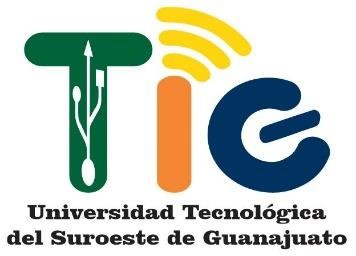 TIC
Universidad Tecnológica
del Suroeste de Guanajuato